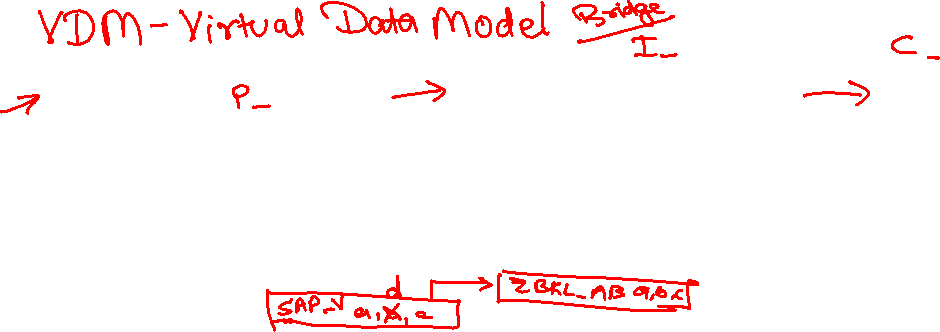 VDM - Virtual Data Model Bridge
I_
C_
P_
d
SAP_V a, b, c
ZBKL_AB a,b,c